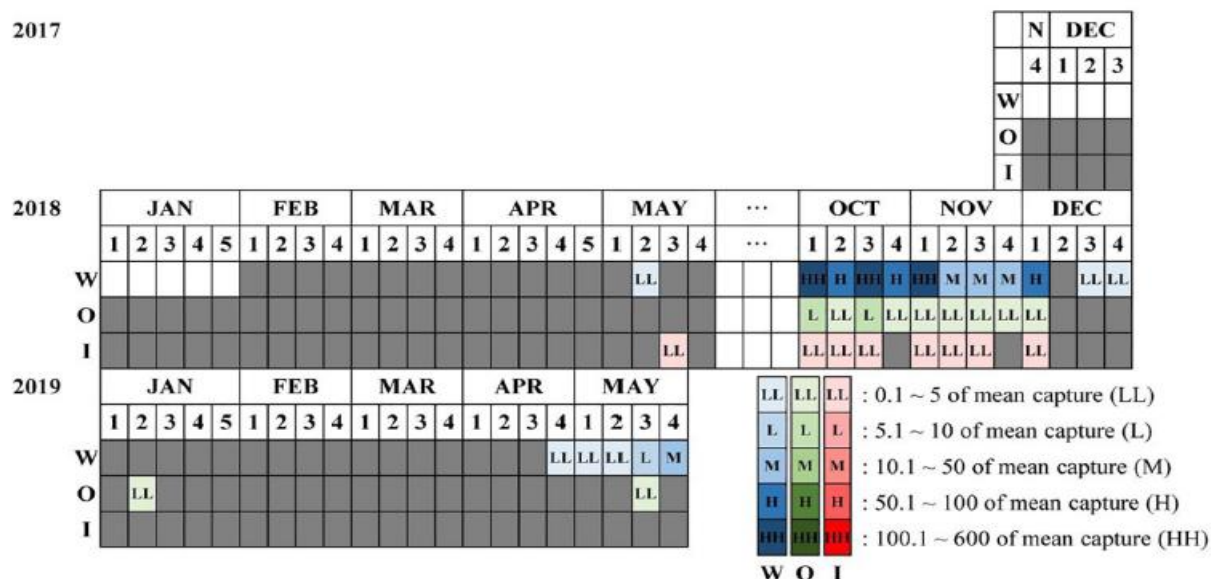 2017
N DEC
4 1 2 3
W
O
I
2018 JAN FEB MAR APR MAY ... OCT NOV DEC
1 2 3 4 5 1 2 3 4 1 2 3 4 1 2 3 4 5 1 2 3 4 ... 1 2 3 4 1 2 3 4 1 2 3 4
W LL HH H HH H HH M M M H LL LL
O L LL L LL LL LL LL LL LL
I LL LL LL LL LL LL LL LL
2019 JAN FEB MAR APR MAY
1 2 3 4 5 1 2 3 4 1 2 3 4 1 2 3 4 1 2 3 4
W LL LL LL L M
O LL LL
I
LL LL LL : 0.1 ~ 5 of mean capture (LL)
L L L : 5.1 ~ 10 of mean capture (L)
M M M : 10.1 ~ 50 of mean capture (M)
H H H : 50.1 ~ 100 of mean capture (H)
HH HH HH : 100.1 ~ 600 of mean capture (HH)
W O I